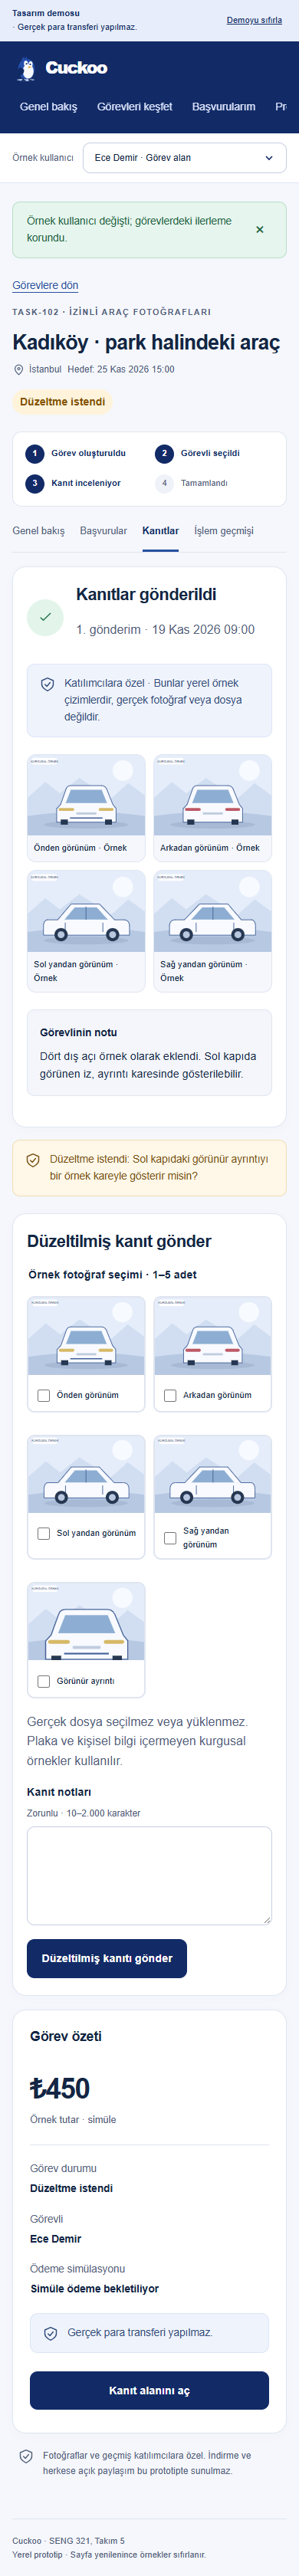 Tasarım demosu
· Gerçek para transferi yapılmaz.
Demoyu sıfırla
Cuckoo
Genel bakış Görevleri keşfet Başvurularım Pr
Örnek kullanıcı
Ece Demir · Görev alan
Örnek kullanıcı değişti; görevlerdeki ilerleme
korundu.
Görevlere dön
TASK-102 · İZİNLİ ARAÇ FOTOĞRAFLARI
Kadıköy · park halindeki araç
İstanbul Hedef: 25 Kas 2026 15:00
Düzeltme istendi
1 Görev oluşturuldu
2 Görevli seçildi
3 Kanıt inceleniyor
4 Tamamlandı
Genel bakış Başvurular Kanıtlar İşlem geçmişi
Kanıtlar gönderildi
1. gönderim · 19 Kas 2026 09:00
Katılımcılara özel · Bunlar yerel örnek
çizimlerdir, gerçek fotoğraf veya dosya
değildir.
Önden görünüm · Örnek
Arkadan görünüm · Örnek
Sol yandan görünüm ·
Örnek
Sağ yandan görünüm ·
Örnek
Görevlinin notu
Dört dış açı örnek olarak eklendi. Sol kapıda
görünen iz, ayrıntı karesinde gösterilebilir.
Düzeltme istendi: Sol kapıdaki görünür ayrıntıyı
bir örnek kareyle gösterir misin?
Düzeltilmiş kanıt gönder
Örnek fotoğraf seçimi · 1–5 adet
Önden görünüm
Arkadan görünüm
Sol yandan görünüm
Sağ yandan
görünüm
Görünür ayrıntı
Gerçek dosya seçilmez veya yüklenmez.
Plaka ve kişisel bilgi içermeyen kurgusal
örnekler kullanılır.
Kanıt notları
Zorunlu · 10–2.000 karakter
Düzeltilmiş kanıtı gönder
Görev özeti
₺450
Örnek tutar · simüle
Görev durumu
Düzeltme istendi
Görevli
Ece Demir
Ödeme simülasyonu
Simüle ödeme bekletiliyor
Gerçek para transferi yapılmaz.
Kanıt alanını aç
Fotoğraflar ve geçmiş katılımcılara özel. İndirme ve
herkese açık paylaşım bu prototipte sunulmaz.
Cuckoo · SENG 321, Takım 5
Yerel prototip · Sayfa yenilenince örnekler sıfırlanır.